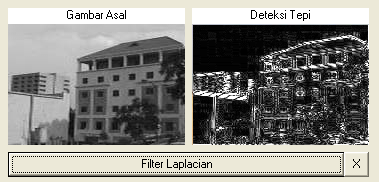 Gambar Asal
Deteksi Tepi
Filter Laplacian
X